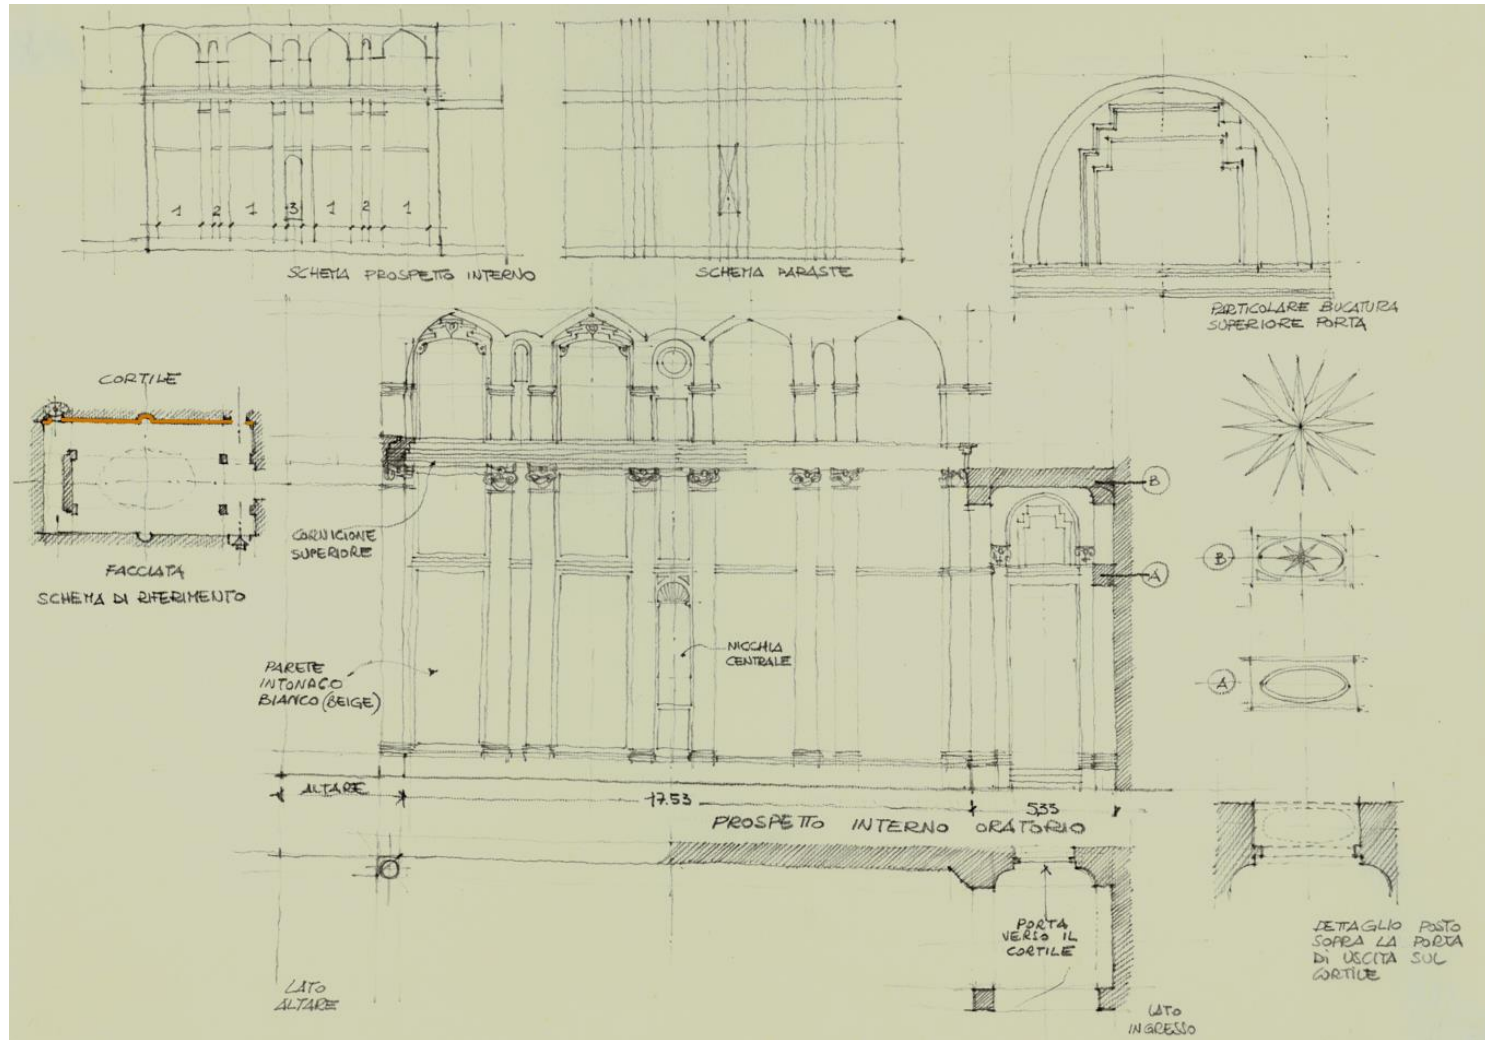 1 2 1 3 1 2 1
SCHEMA PROSPETTO INTERNO
SCHEMA PARASTE
PARTICOLARE BUCATURA
SUPERIORE PORTA
CORTILE
FACCIATA
SCHEMA DI RIFERIMENTO
CORNICIONE
SUPERIORE
B
A
PARETE
INTONACO
BIANCO (BEIGE)
NICCHIA
CENTRALE
B
A
ALTARE
17.53
5.33
PROSPETTO INTERNO ORATORIO
PORTA
VERSO IL
CORTILE
LATO
ALTARE
LATO
INGRESSO
DETTAGLIO POSTO
SOPRA LA PORTA
DI USCITA SUL
CORTILE